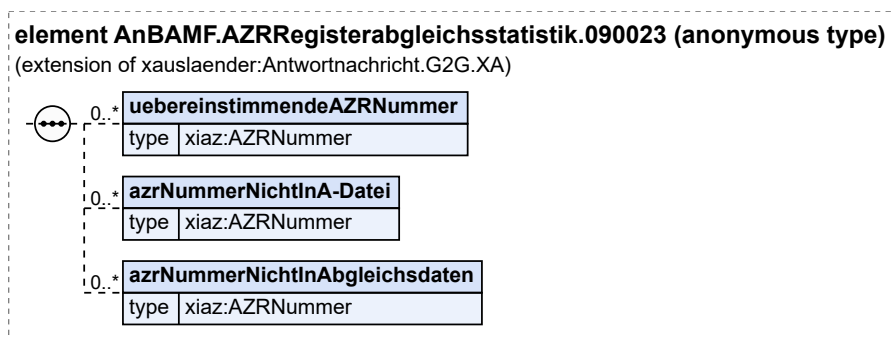 element AnBAMF.AZRRegisterabgleichsstatistik.090023 (anonymous type)
(extension of xauslaender:Antwortnachricht.G2G.XA)
0..* uebereinstimmendeAZRNummer
type xiaz:AZRNummer
0..* azrNummerNichtInA-Datei
type xiaz:AZRNummer
0..* azrNummerNichtInAbgleichsdaten
type xiaz:AZRNummer